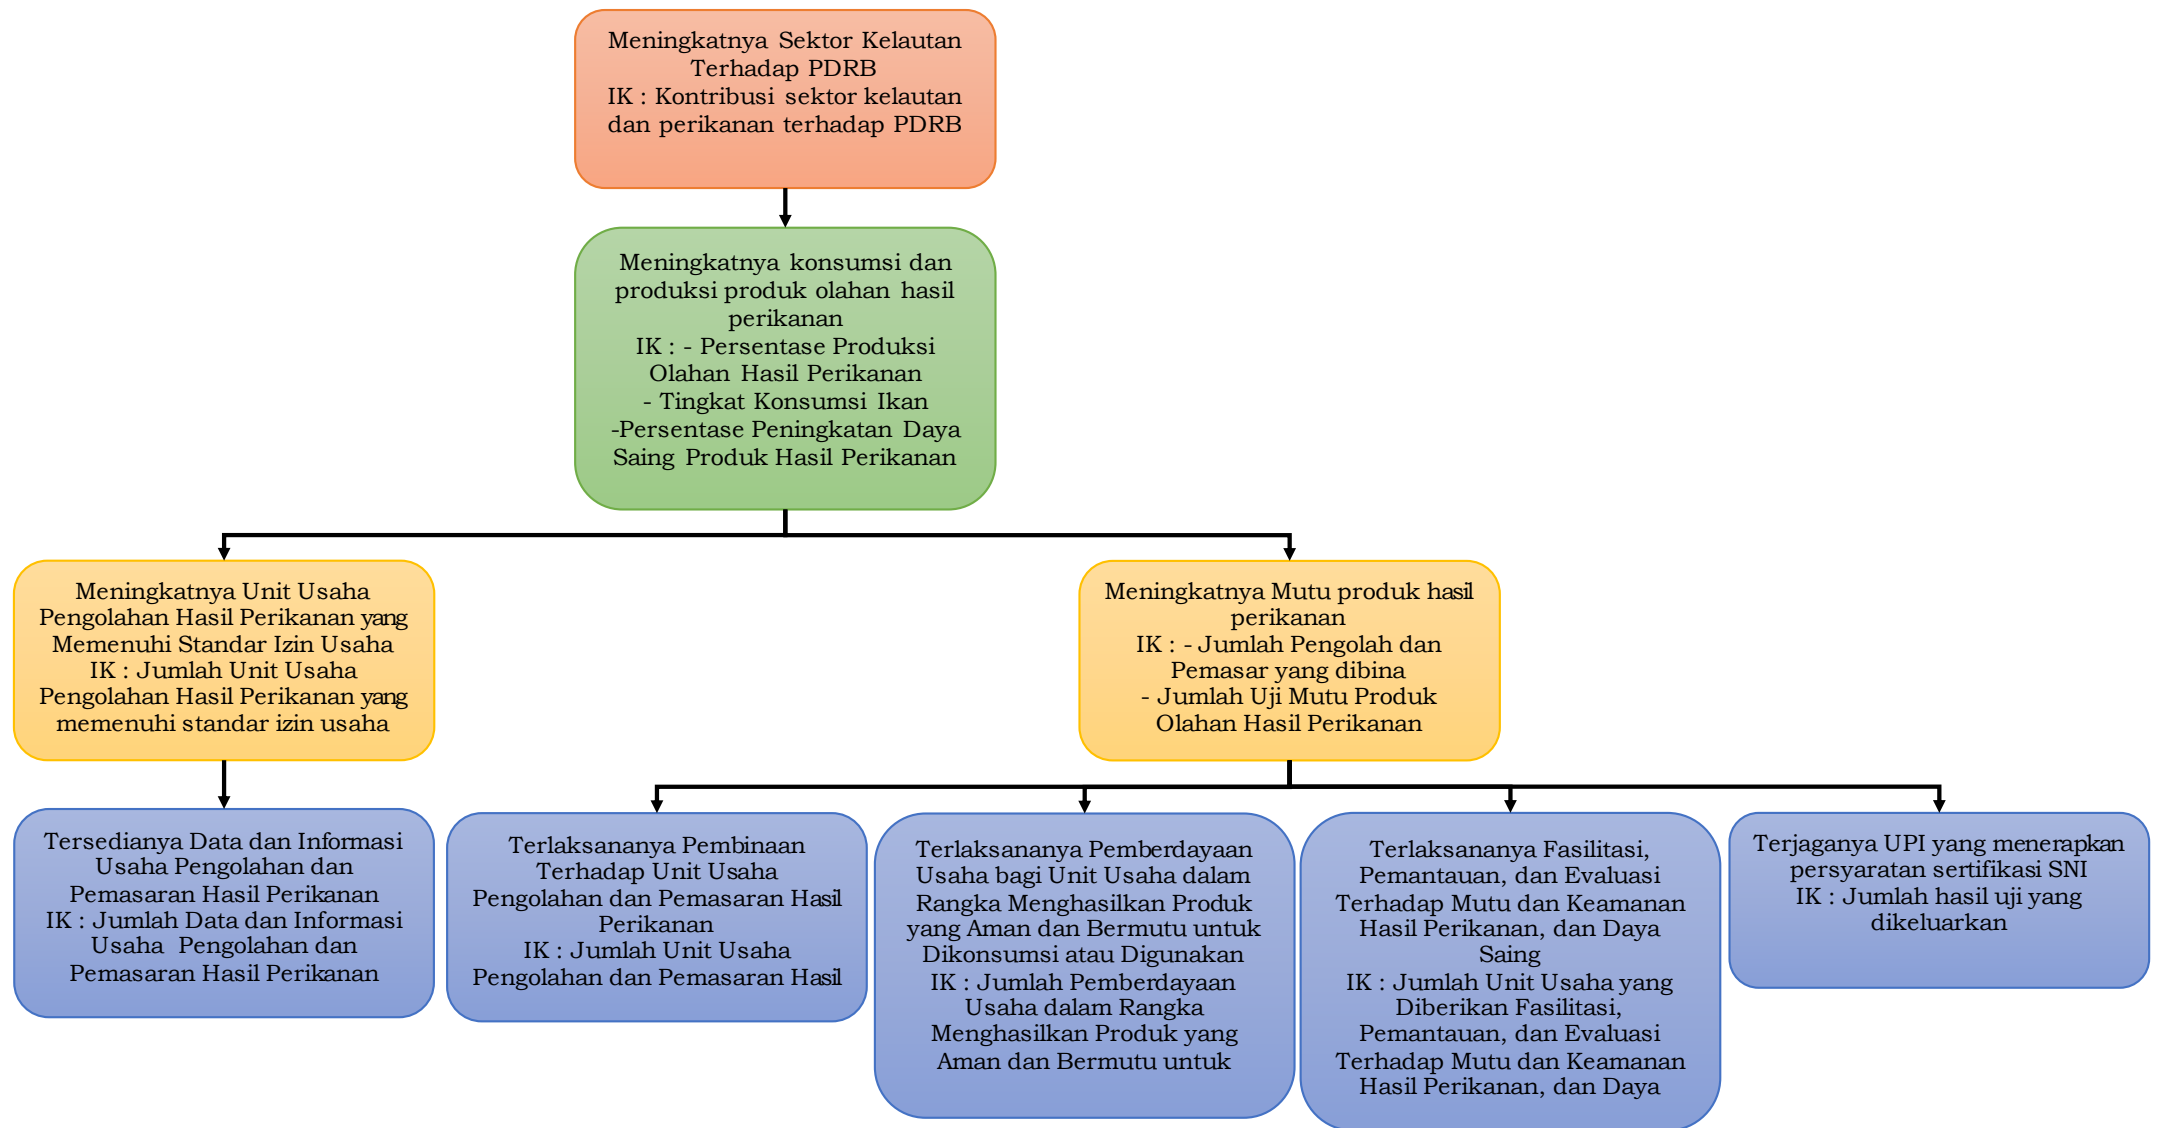 Meningkatnya Sektor Kelautan
Terhadap PDRB
IK : Kontribusi sektor kelautan
dan perikanan terhadap PDRB
Meningkatnya konsumsi dan
produksi produk olahan hasil
perikanan
IK : - Persentase Produksi
Olahan Hasil Perikanan
- Tingkat Konsumsi Ikan
-Persentase Peningkatan Daya
Saing Produk Hasil Perikanan
Meningkatnya Unit Usaha
Pengolahan Hasil Perikanan yang
Memenuhi Standar Izin Usaha
IK : Jumlah Unit Usaha
Pengolahan Hasil Perikanan yang
memenuhi standar izin usaha
Meningkatnya Mutu produk hasil
perikanan
IK : - Jumlah Pengolah dan
Pemasar yang dibina
- Jumlah Uji Mutu Produk
Olahan Hasil Perikanan
Tersedianya Data dan Informasi
Usaha Pengolahan dan
Pemasaran Hasil Perikanan
IK : Jumlah Data dan Informasi
Usaha Pengolahan dan
Pemasaran Hasil Perikanan
Terlaksananya Pembinaan
Terhadap Unit Usaha
Pengolahan dan Pemasaran Hasil
Perikanan
IK : Jumlah Unit Usaha
Pengolahan dan Pemasaran Hasil
Terlaksananya Pemberdayaan
Usaha bagi Unit Usaha dalam
Rangka Menghasilkan Produk
yang Aman dan Bermutu untuk
Dikonsumsi atau Digunakan
IK : Jumlah Pemberdayaan
Usaha dalam Rangka
Menghasilkan Produk yang
Aman dan Bermutu untuk
Terlaksananya Fasilitasi,
Pemantauan, dan Evaluasi
Terhadap Mutu dan Keamanan
Hasil Perikanan, dan Daya
Saing
IK : Jumlah Unit Usaha yang
Diberikan Fasilitasi,
Pemantauan, dan Evaluasi
Terhadap Mutu dan Keamanan
Hasil Perikanan, dan Daya
Terjaganya UPI yang menerapkan
persyaratan sertifikasi SNI
IK : Jumlah hasil uji yang
dikeluarkan